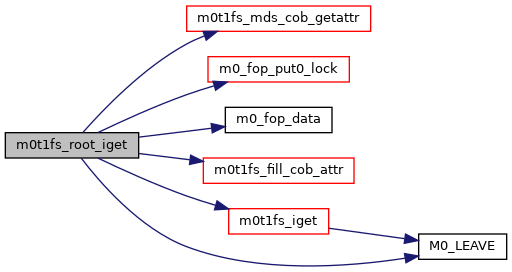 m0t1fs_mds_cob_getattr
m0_fop_put0_lock
m0_fop_data
m0t1fs_root_iget
m0t1fs_fill_cob_attr
m0t1fs_iget
M0_LEAVE